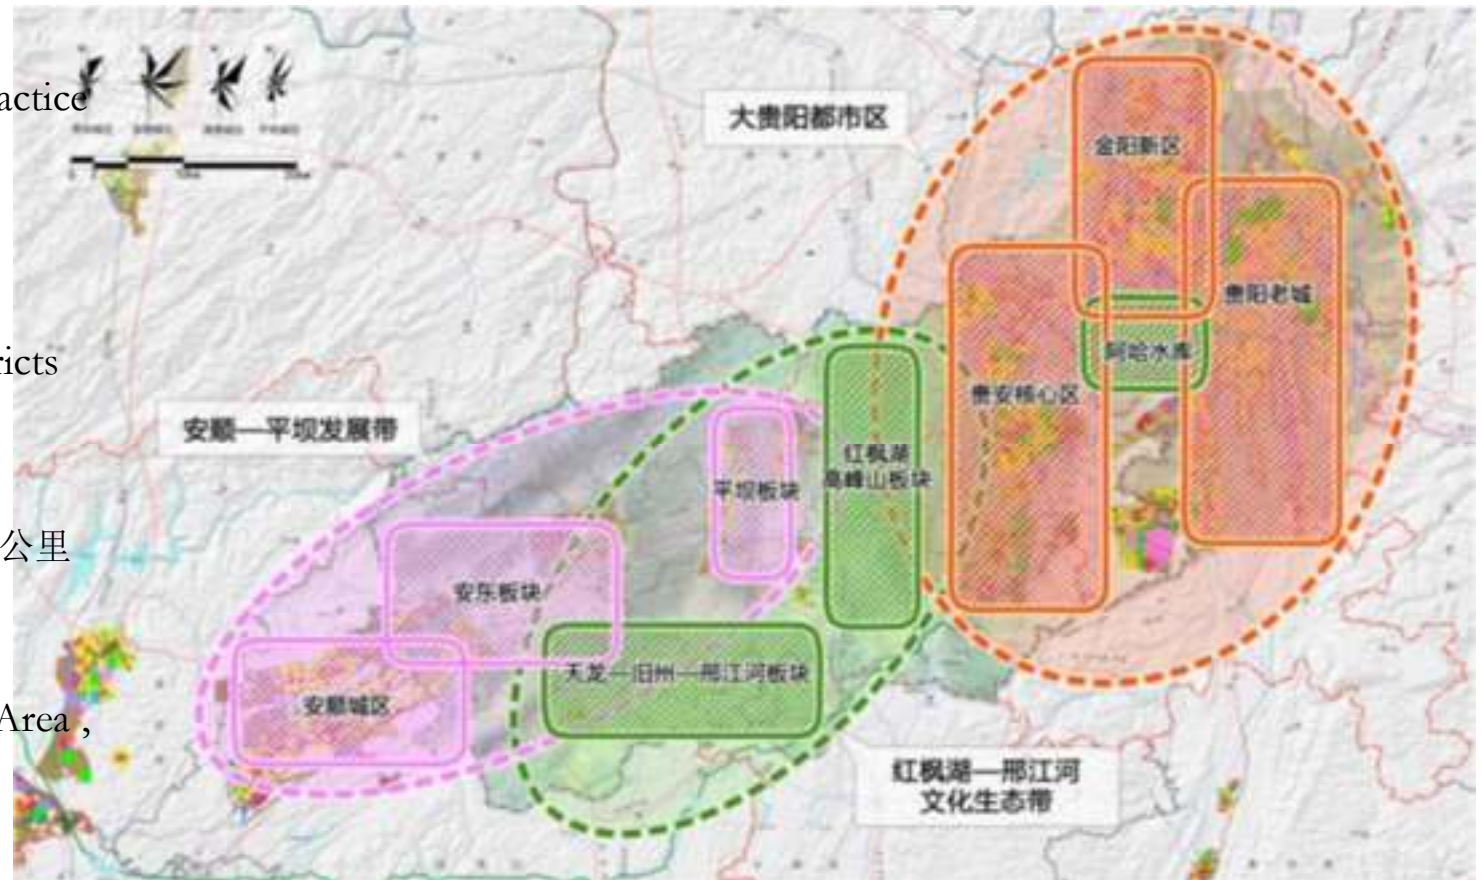 actice
大贵阳都市区
金阳新区
贵阳老城
阿哈水库
ricts
贵安核心区
安顺—平坝发展带
红枫湖
高峰山板块
平坝板块
公里
安东板块
天龙—旧州—邢江河板块
安顺城区
Area ,
红枫湖—邢江河
文化生态带